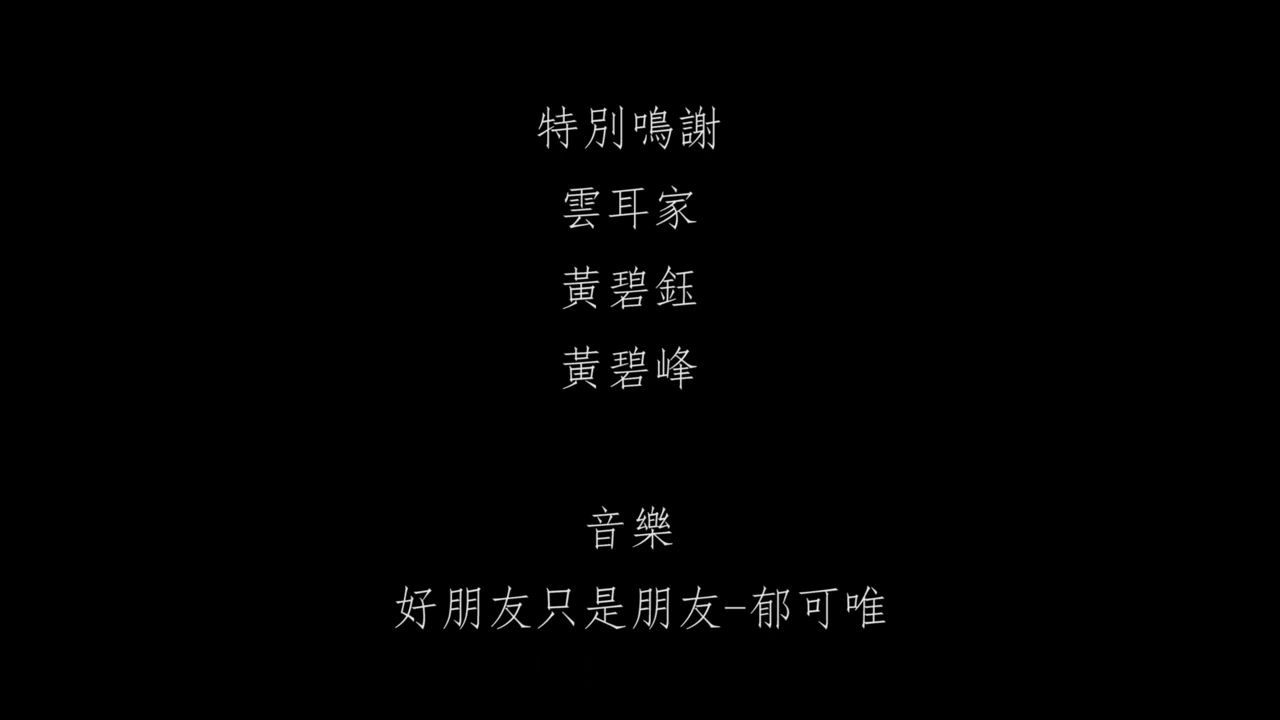 特別鳴謝
雲耳家
黃碧鈺
黃碧峰
音樂
好朋友只是朋友-郁可唯